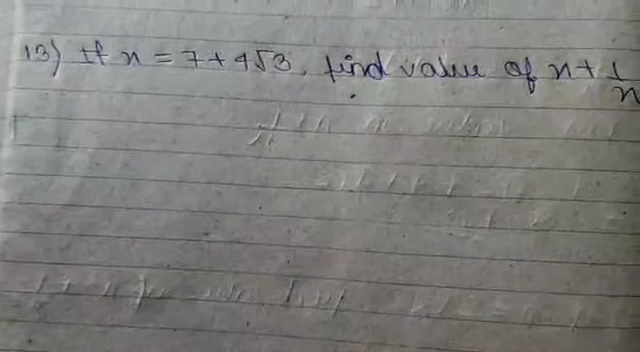 13) If x = 7+4√3, find value of x + 1/x